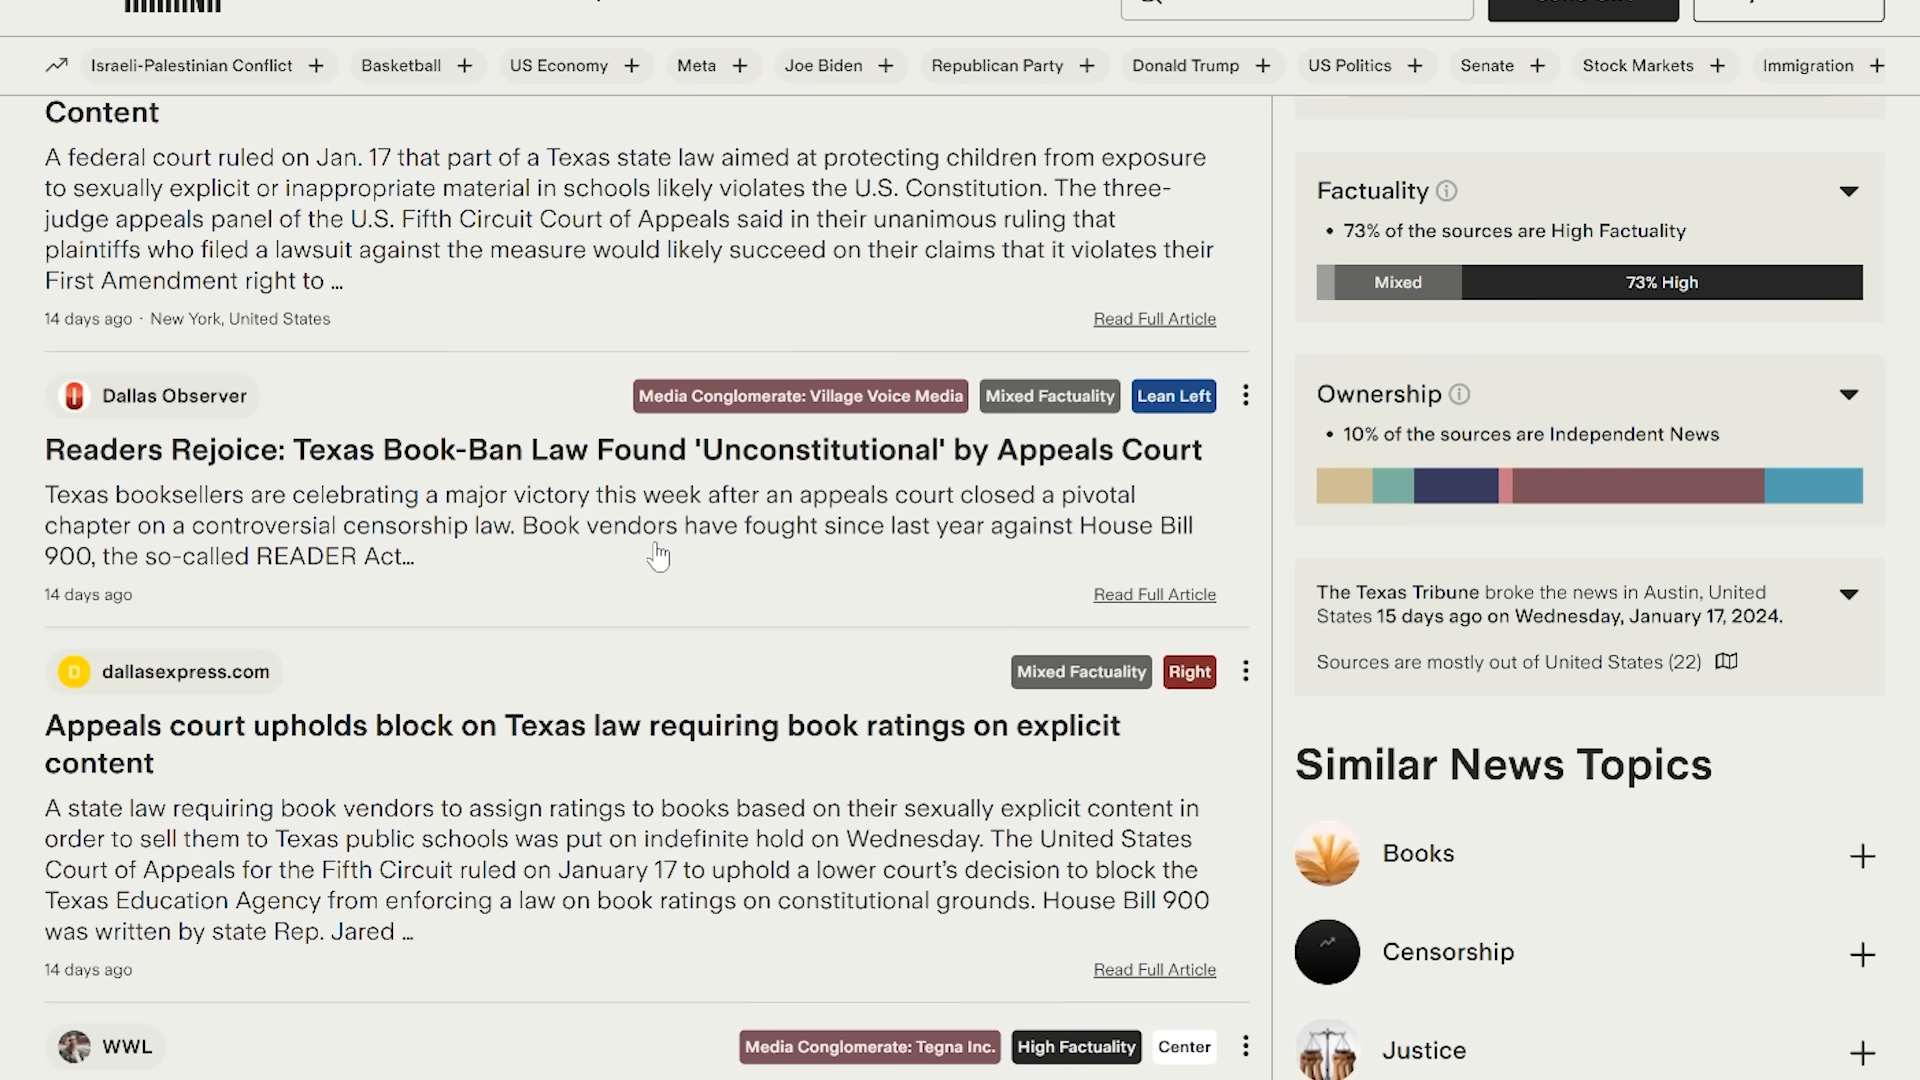 Israeli-Palestinian Conflict +
Basketball +
US Economy +
Meta +
Joe Biden +
Republican Party +
Donald Trump +
US Politics +
Senate +
Stock Markets +
Immigration +
Content
A federal court ruled on Jan. 17 that part of a Texas state law aimed at protecting children from exposure
to sexually explicit or inappropriate material in schools likely violates the U.S. Constitution. The three-
judge appeals panel of the U.S. Fifth Circuit Court of Appeals said in their unanimous ruling that
plaintiffs who filed a lawsuit against the measure would likely succeed on their claims that it violates their
First Amendment right to ...
14 days ago · New York, United States
Read Full Article
Dallas Observer
Media Conglomerate: Village Voice Media
Mixed Factuality
Lean Left
Readers Rejoice: Texas Book-Ban Law Found 'Unconstitutional' by Appeals Court
Texas booksellers are celebrating a major victory this week after an appeals court closed a pivotal
chapter on a controversial censorship law. Book vendors have fought since last year against House Bill
900, the so-called READER Act...
14 days ago
Read Full Article
D
dallasexpress.com
Mixed Factuality
Right
Appeals court upholds block on Texas law requiring book ratings on explicit
content
A state law requiring book vendors to assign ratings to books based on their sexually explicit content in
order to sell them to Texas public schools was put on indefinite hold on Wednesday. The United States
Court of Appeals for the Fifth Circuit ruled on January 17 to uphold a lower court's decision to block the
Texas Education Agency from enforcing a law on book ratings on constitutional grounds. House Bill 900
was written by state Rep. Jared ...
14 days ago
Read Full Article
WWL
Media Conglomerate: Tegna Inc.
High Factuality
Center
Factuality
• 73% of the sources are High Factuality
Mixed
73% High
Ownership
• 10% of the sources are Independent News
The Texas Tribune broke the news in Austin, United
States 15 days ago on Wednesday, January 17, 2024.
Sources are mostly out of United States (22)
Similar News Topics
Books +
Censorship +
Justice +